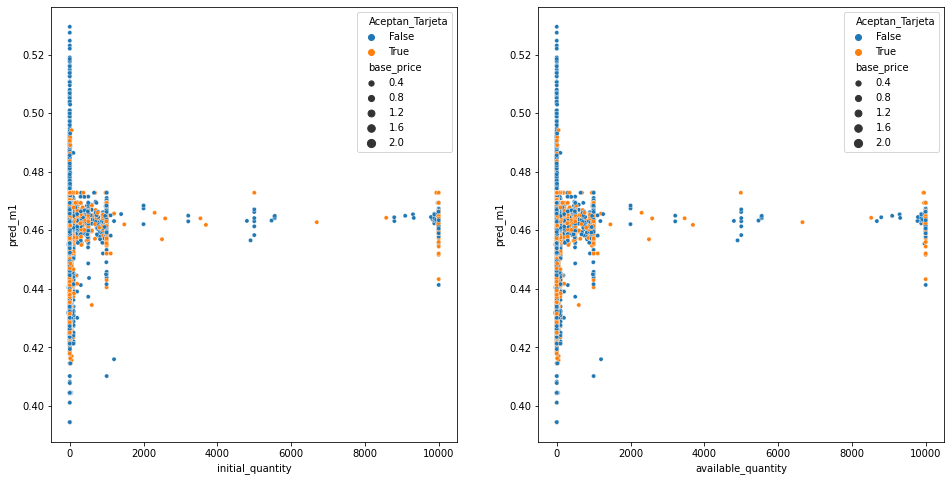 Aceptan_Tarjeta
False
True
base_price
0.4
0.8
1.2
1.6
2.0
0.52
0.50
0.48
0.46
0.44
0.42
0.40
pred_m1
0 2000 4000 6000 8000 10000
initial_quantity
Aceptan_Tarjeta
False
True
base_price
0.4
0.8
1.2
1.6
2.0
0.52
0.50
0.48
0.46
0.44
0.42
0.40
pred_m1
0 2000 4000 6000 8000 10000
available_quantity